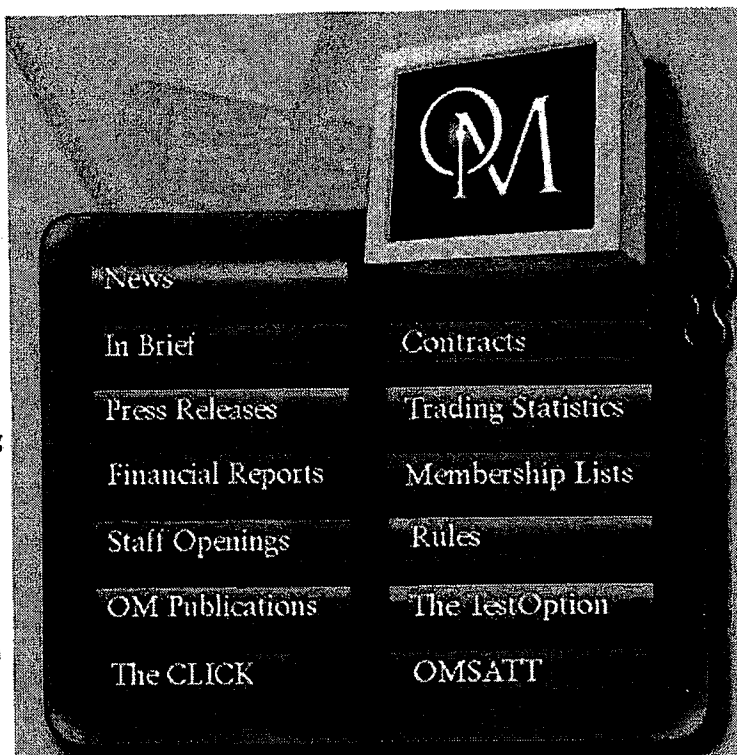 OM
News
In Brief
Press Releases
Financial Reports
Staff Openings
OM Publications
The CLICK
Contracts
Trading Statistics
Membership Lists
Rules
The TestOption
OMSATT